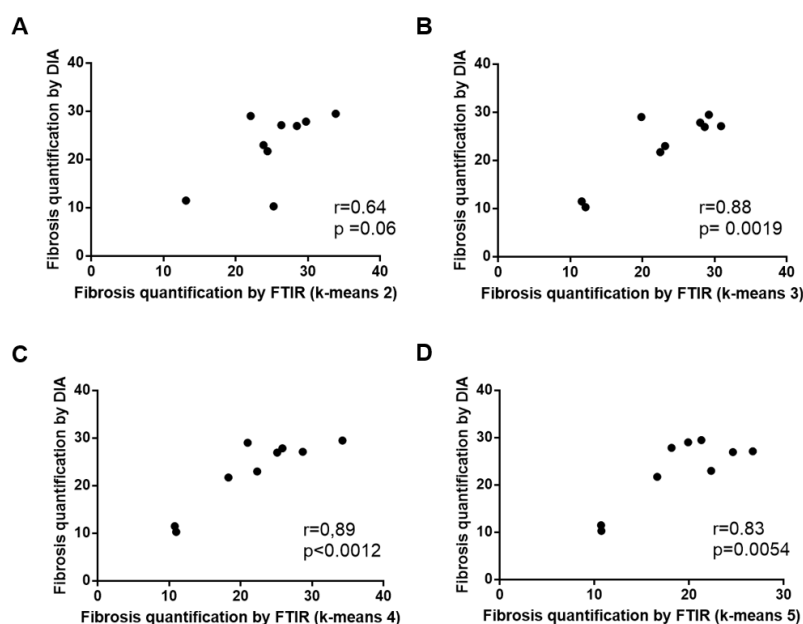 A
Fibrosis quantification by DIA
40
30
20
10
0
r=0.64
p =0.06
0 10 20 30 40
Fibrosis quantification by FTIR (k-means 2)
B
Fibrosis quantification by DIA
40
30
20
10
0
r=0.88
p= 0.0019
0 10 20 30 40
Fibrosis quantification by FTIR (k-means 3)
C
Fibrosis quantification by DIA
40
30
20
10
0
r=0,89
p<0.0012
0 10 20 30 40
Fibrosis quantification by FTIR (k-means 4)
D
Fibrosis quantification by DIA
40
30
20
10
0
r=0.83
p=0.0054
0 10 20 30
Fibrosis quantification by FTIR (k-means 5)